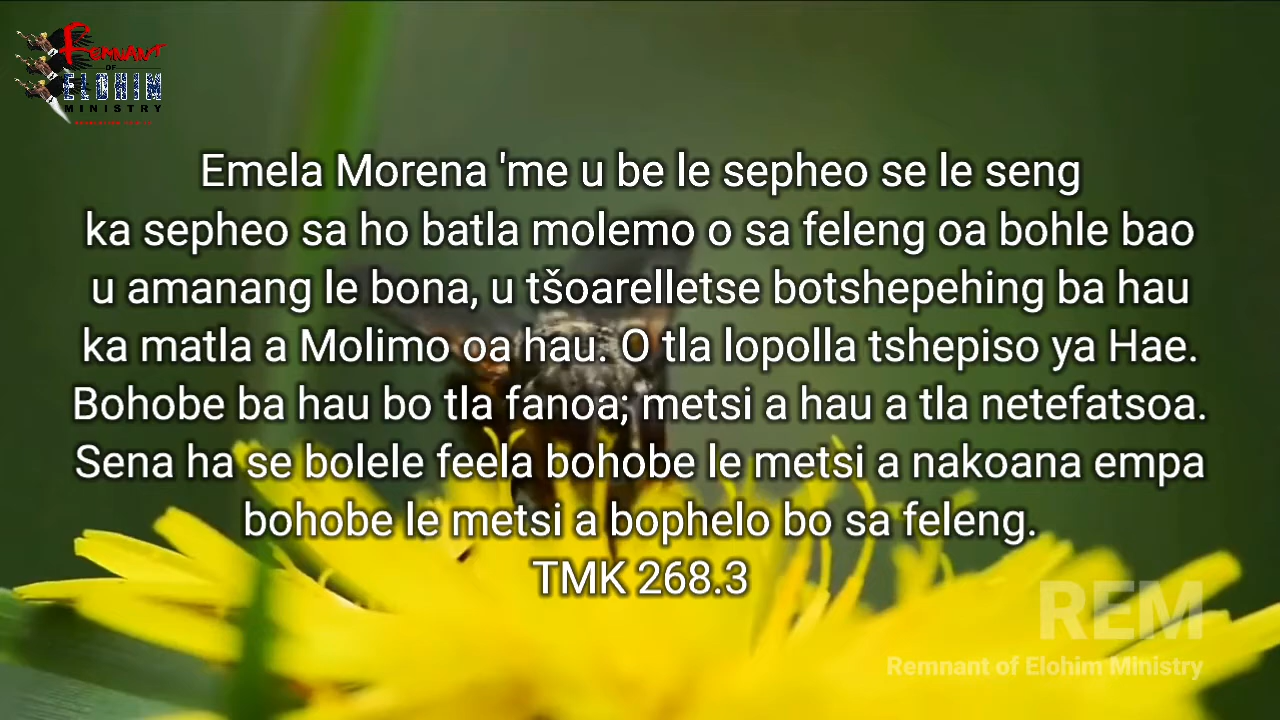 REMNANT
OF
ELOHIM
MINISTRY
Emela Morena 'me u be le sepheo se le seng
ka sepheo sa ho batla molemo o sa feleng oa bohle bao
u amanang le bona, u tšoarelletse botshepehing ba hau
ka matla a Molimo oa hau. O tla lopolla tshepiso ya Hae.
Bohobe ba hau bo tla fanoa; metsi a hau a tla netefatsoa.
Sena ha se bolele feela bohobe le metsi a nakoana empa
bohobe le metsi a bophelo bo sa feleng.
TMK 268.3
REM
Remnant of Elohim Ministry